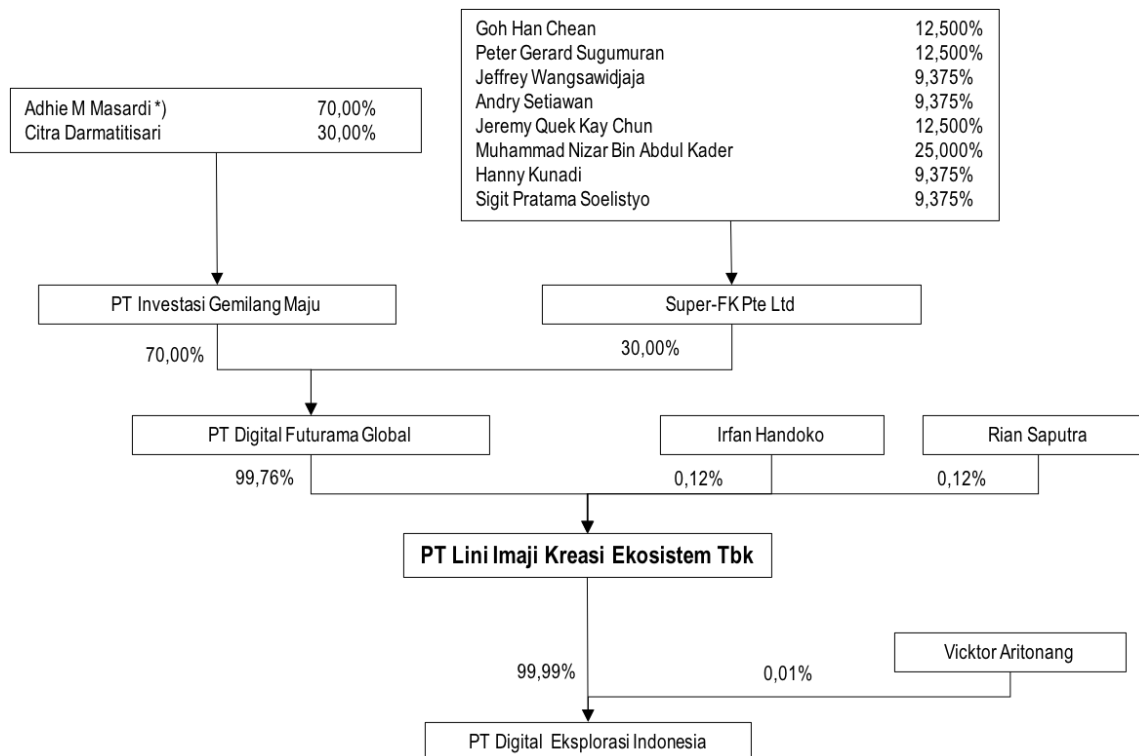 Goh Han Chean 12,500%
Peter Gerard Sugumuran 12,500%
Jeffrey Wangsawidjaja 9,375%
Andry Setiawan 9,375%
Jeremy Quek Kay Chun 12,500%
Muhammad Nizar Bin Abdul Kader 25,000%
Hanny Kunadi 9,375%
Sigit Pratama Soelistyo 9,375%
Adhie M Masardi *) 70,00%
Citra Darmatitisari 30,00%
PT Investasi Gemilang Maju
Super-FK Pte Ltd
70,00%
30,00%
PT Digital Futurama Global
Irfan Handoko
Rian Saputra
99,76%
0,12%
0,12%
PT Lini Imaji Kreasi Ekosistem Tbk
Vicktor Aritonang
99,99%
0,01%
PT Digital Eksplorasi Indonesia